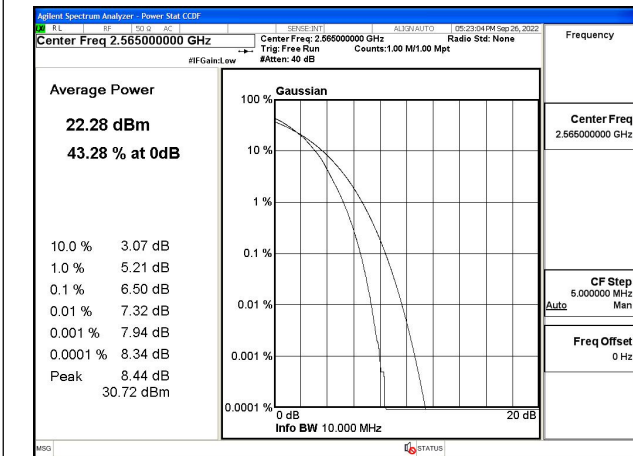 Agilent Spectrum Analyzer - Power Stat CCDF
LXI RL RF 50 Ω AC SENSE:INT ALIGN AUTO 05:23:04 PM Sep 26, 2022
Center Freq 2.565000000 GHz
Center Freq: 2.565000000 GHz Radio Std: None
Trig: Free Run Counts:1.00 M/1.00 Mpt
#IFGain:Low #Atten: 40 dB
Frequency
Average Power
22.28 dBm
43.28 % at 0dB
10.0 % 3.07 dB
1.0 % 5.21 dB
0.1 % 6.50 dB
0.01 % 7.32 dB
0.001 % 7.94 dB
0.0001 % 8.34 dB
Peak 8.44 dB
30.72 dBm
Gaussian
100 %
10 %
1 %
0.1 %
0.01 %
0.001 %
0.0001 %
0 dB 20 dB
Info BW 10.000 MHz
Center Freq
2.565000000 GHz
CF Step
5.000000 MHz
Auto Man
Freq Offset
0 Hz
MSG STATUS